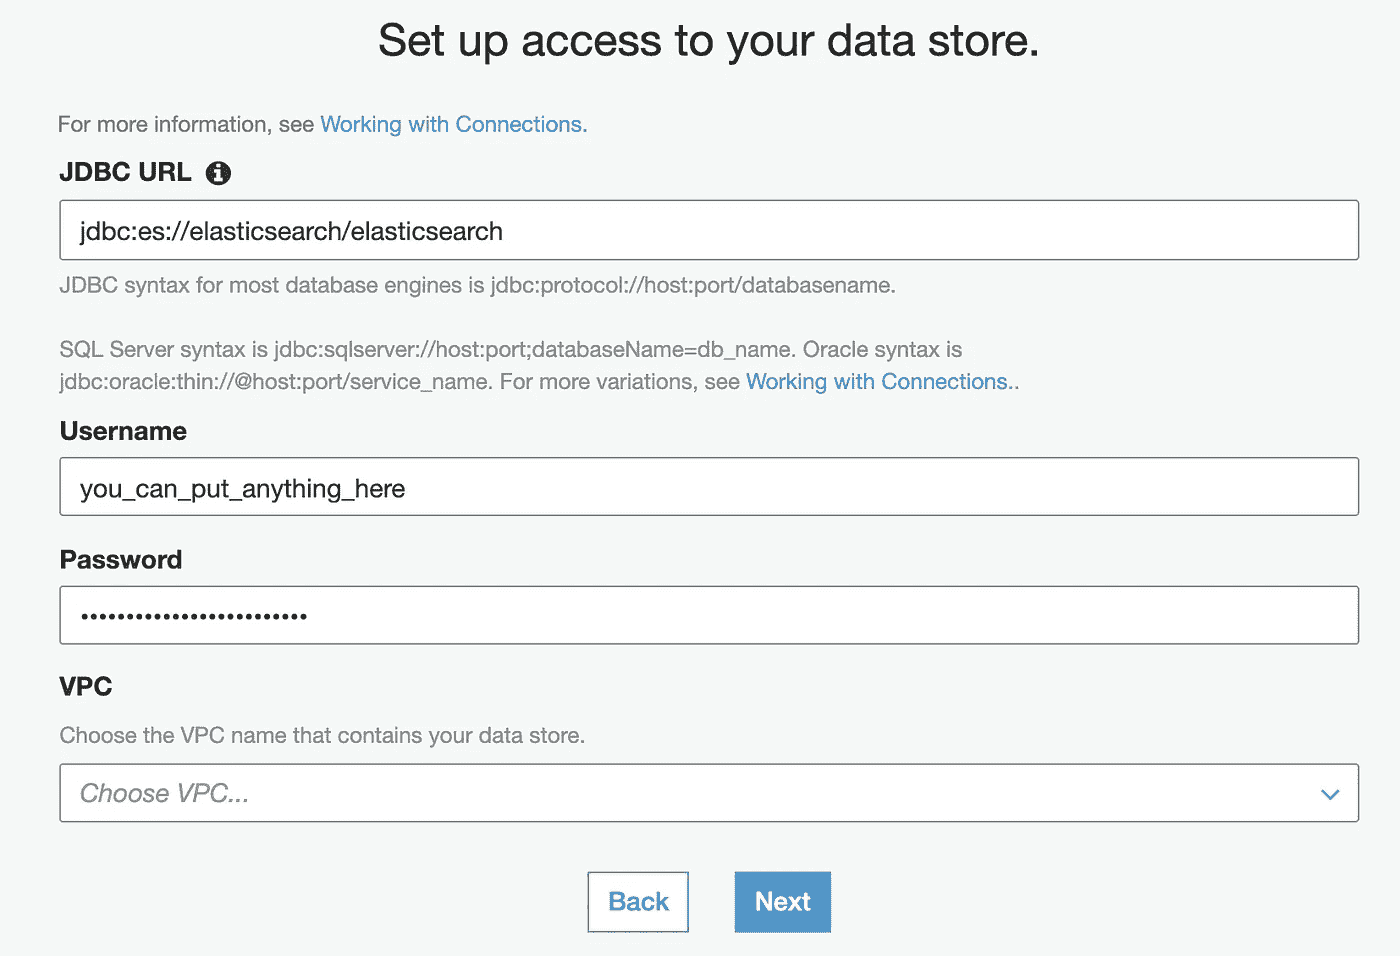 Set up access to your data store.
For more information, see Working with Connections.
JDBC URL
jdbc:es://elasticsearch/elasticsearch
JDBC syntax for most database engines is jdbc:protocol://host:port/databasename.
SQL Server syntax is jdbc:sqlserver://host:port;databaseName=db_name. Oracle syntax is
jdbc:oracle:thin://@host:port/service_name. For more variations, see Working with Connections..
Username
you_can_put_anything_here
Password
•••••••••••••••••••••••••
VPC
Choose the VPC name that contains your data store.
Choose VPC...
Back
Next